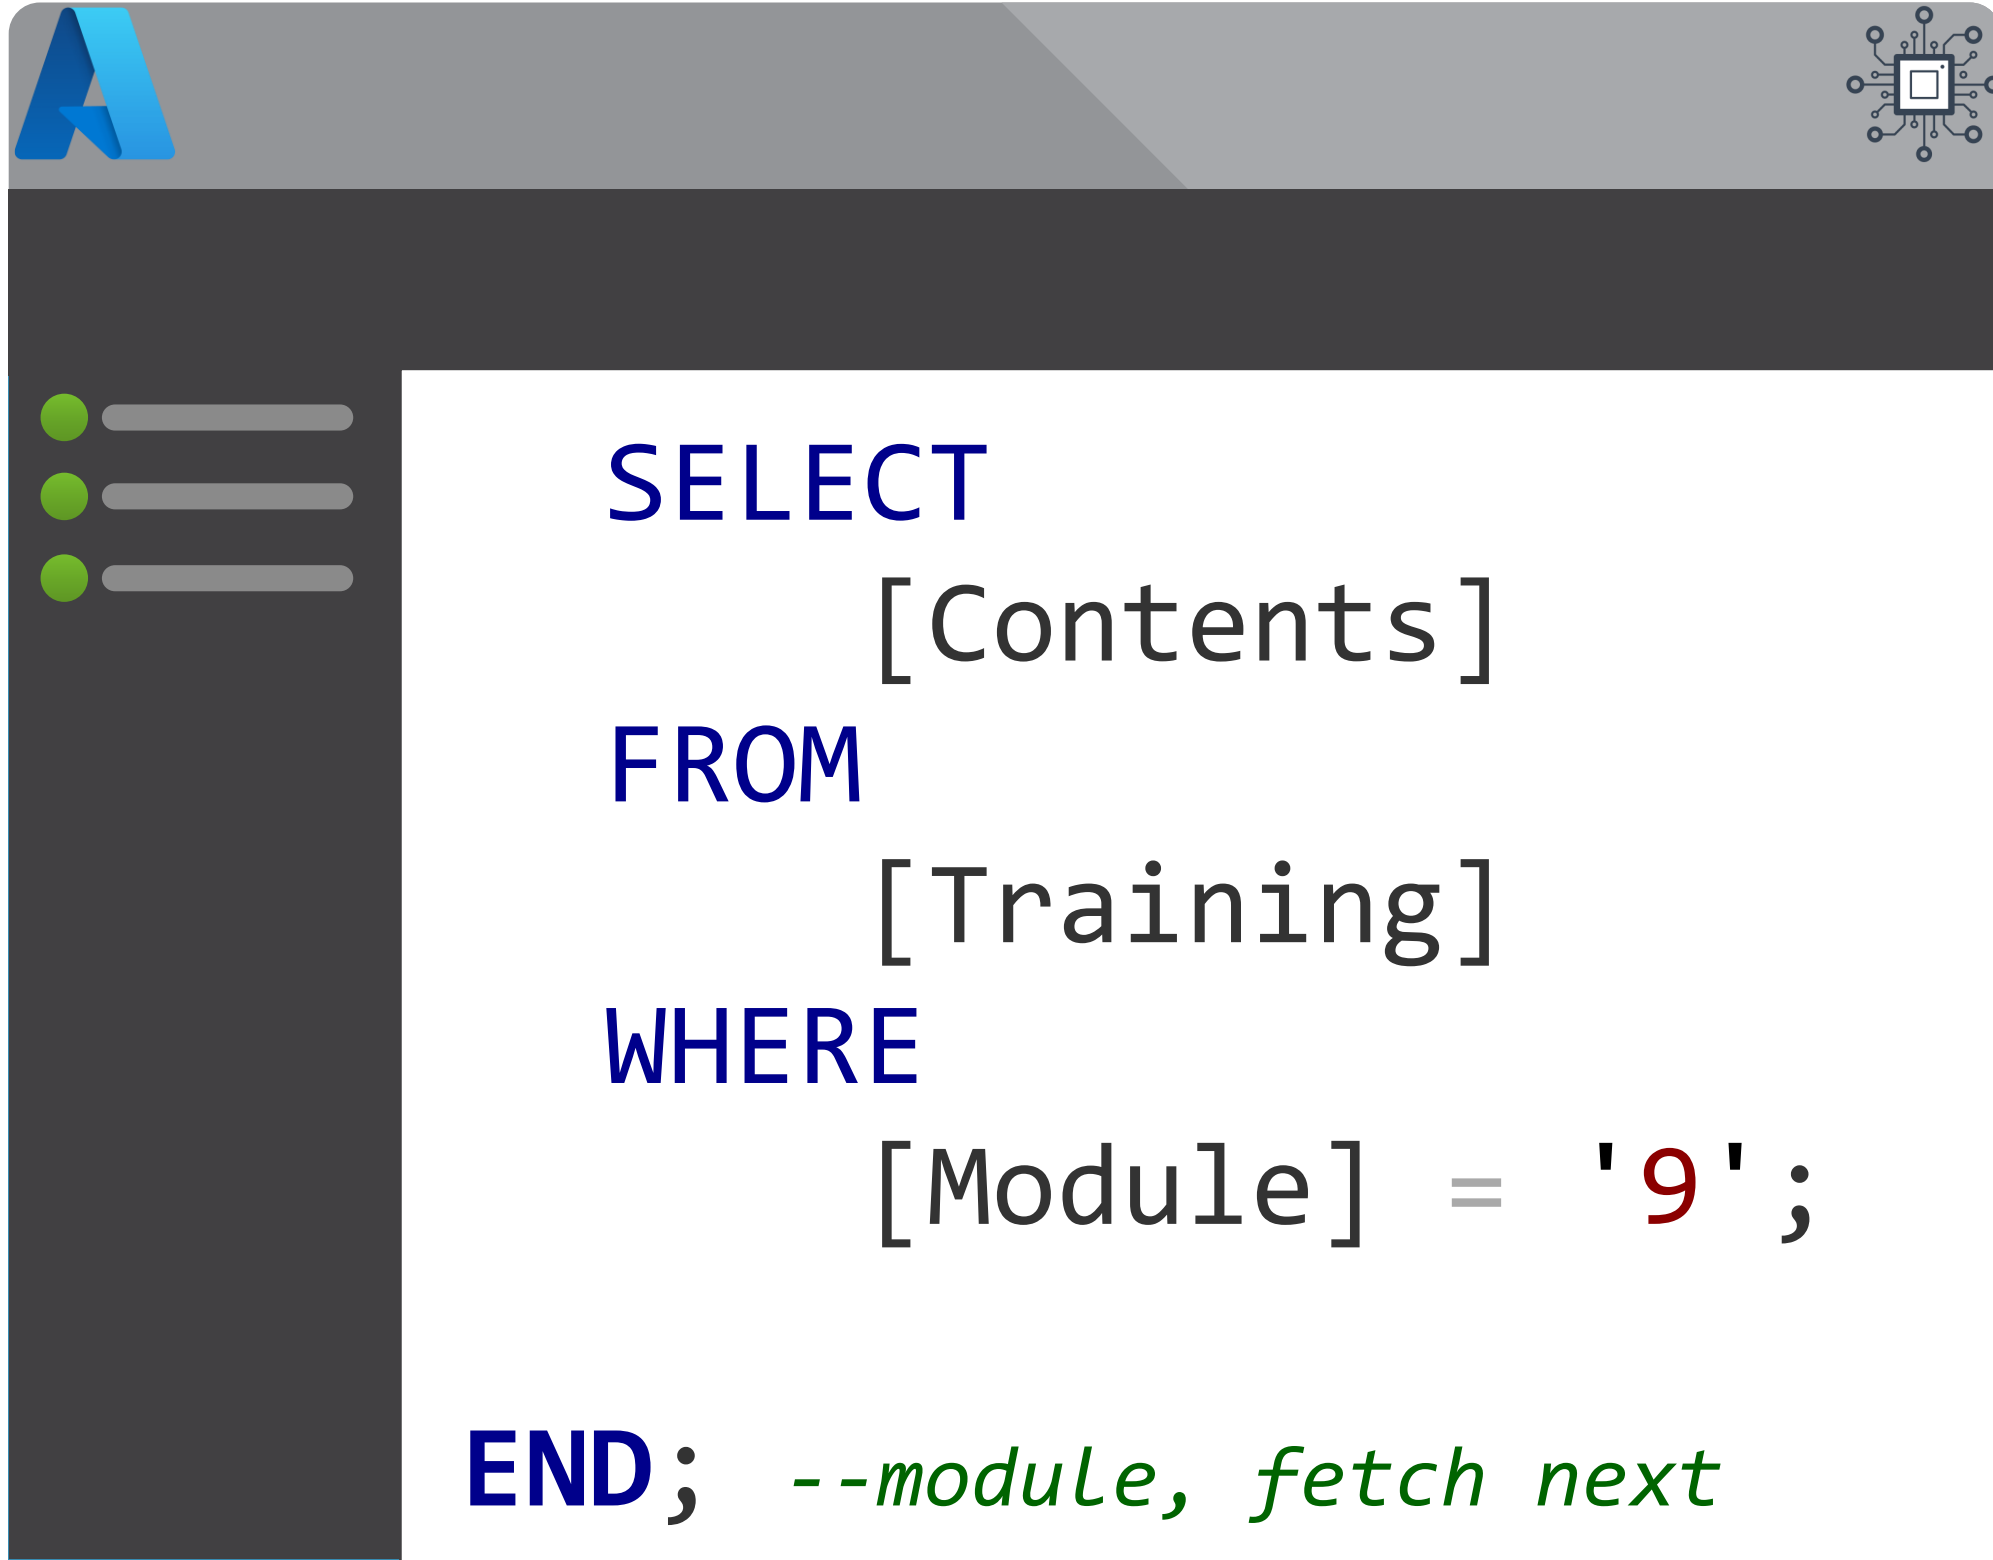 SELECT
[Contents]
FROM
[Training]
WHERE
[Module] = '9';
END; --module, fetch next